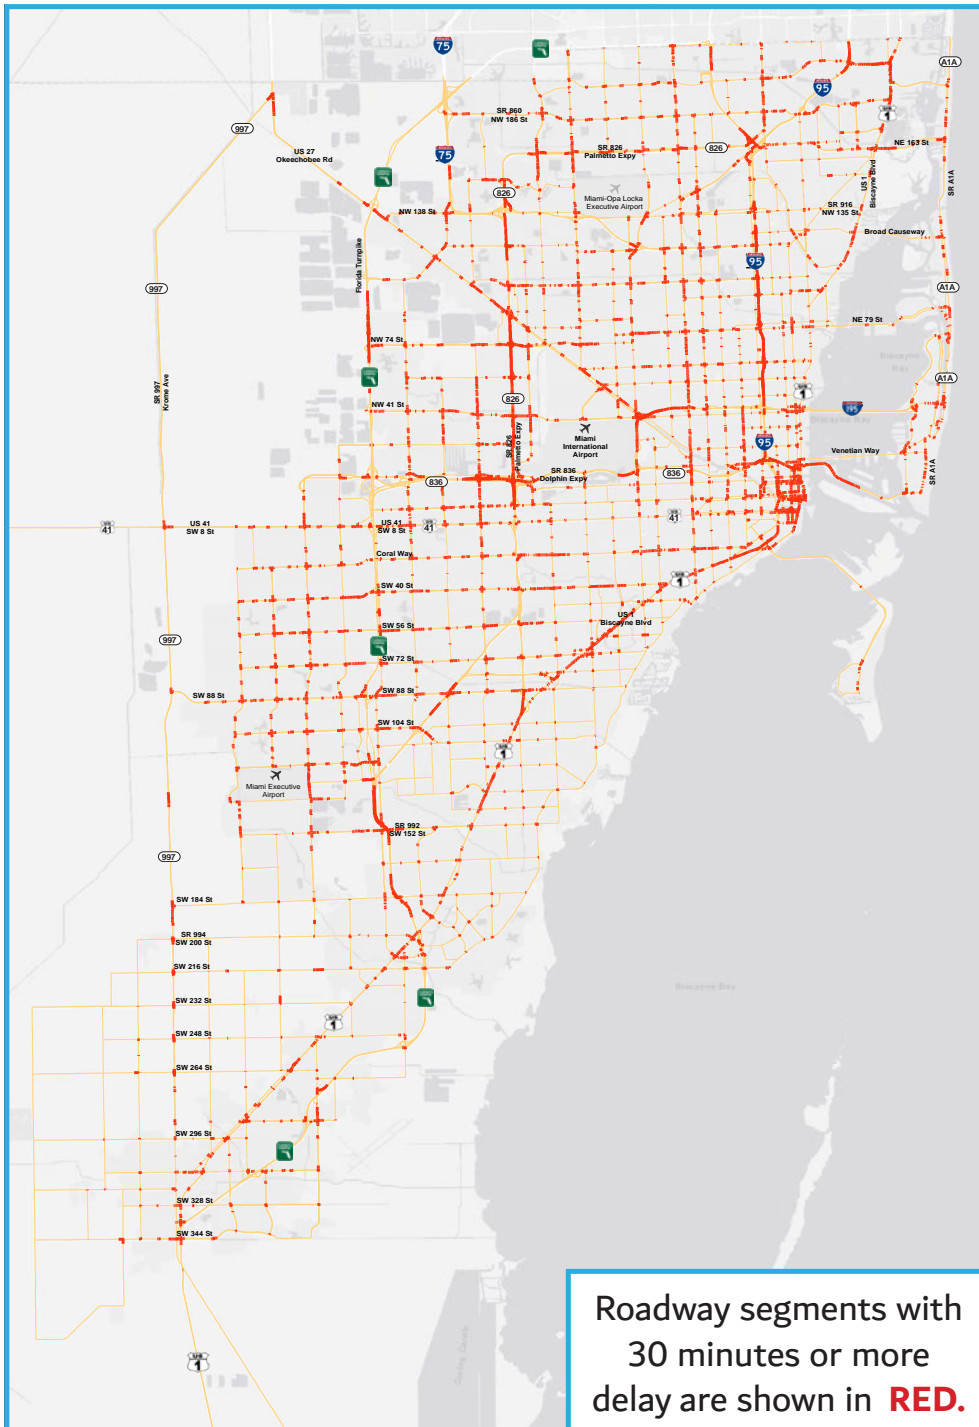 75
A1A
95
SR 860
NW 186 St
1
997
NE 163 St
US 27
Okeechobee Rd
75
SR 826
Palmetto Expy
826
US 1
Biscayne Blvd
SR A1A
826
Miami-Opa Locka
Executive Airport
SR 916
NW 135 St
NW 138 St
Broad Causeway
Florida Turnpike
95
997
A1A
NE 79 St
NW 74 St
Biscayne
Bay
SR 997
Krome Ave
A1A
1
826
NW 41 St
195
Biscayne Bay
Miami
International
Airport
SR 826
Palmetto Expy
95
Venetian Way
SR A1A
836
SR 836
Dolphin Expy
836
41
US 41
SW 8 St
US 41
SW 8 St
41
41
Coral Way
1
SW 40 St
US 1
Biscayne Blvd
SW 56 St
997
SW 72 St
SW 88 St
SW 88 St
SW 104 St
1
Miami Executive
Airport
SR 992
SW 152 St
997
SW 184 St
SR 994
SW 200 St
SW 216 St
Biscayne Bay
SW 232 St
1
SW 248 St
SW 264 St
SW 296 St
SW 328 St
SW 344 St
1
Roadway segments with
30 minutes or more
delay are shown in RED.